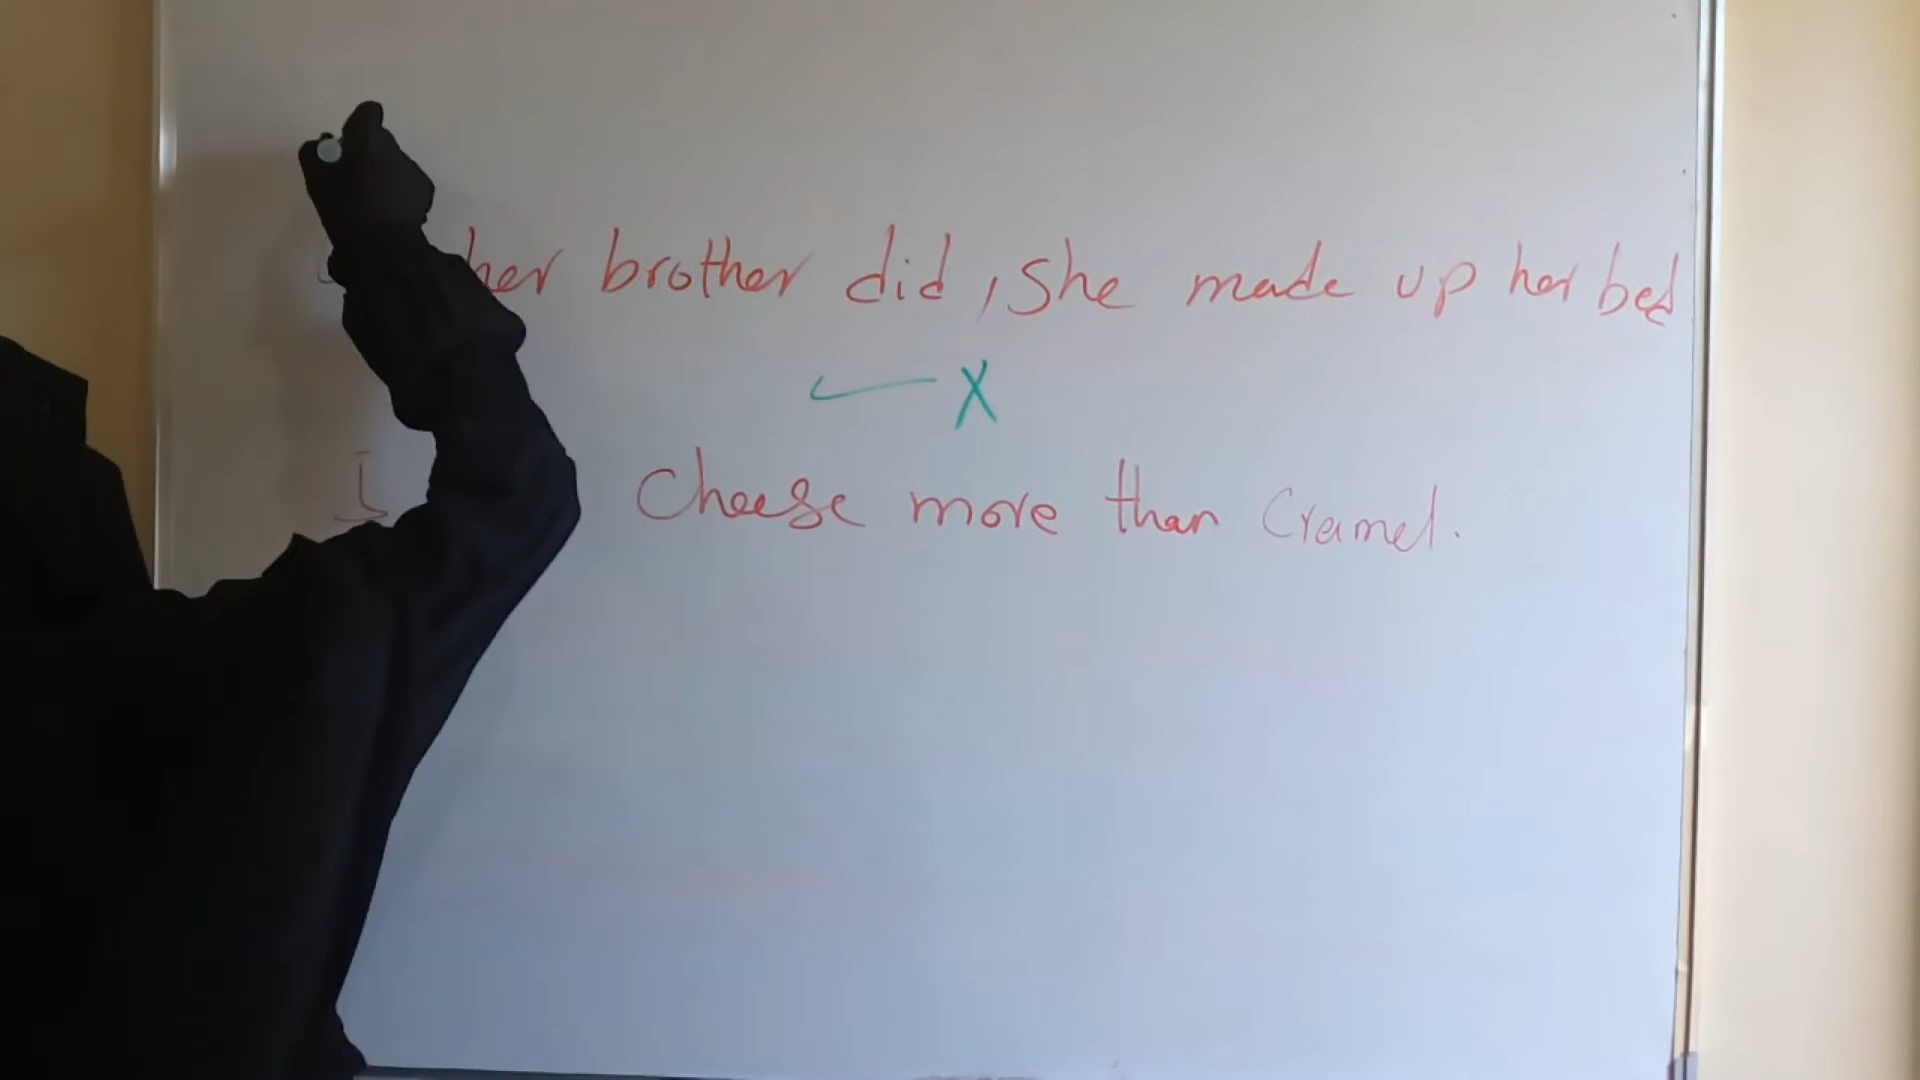 her brother did, She made up her bed
X
I Cheese more than Cramel.